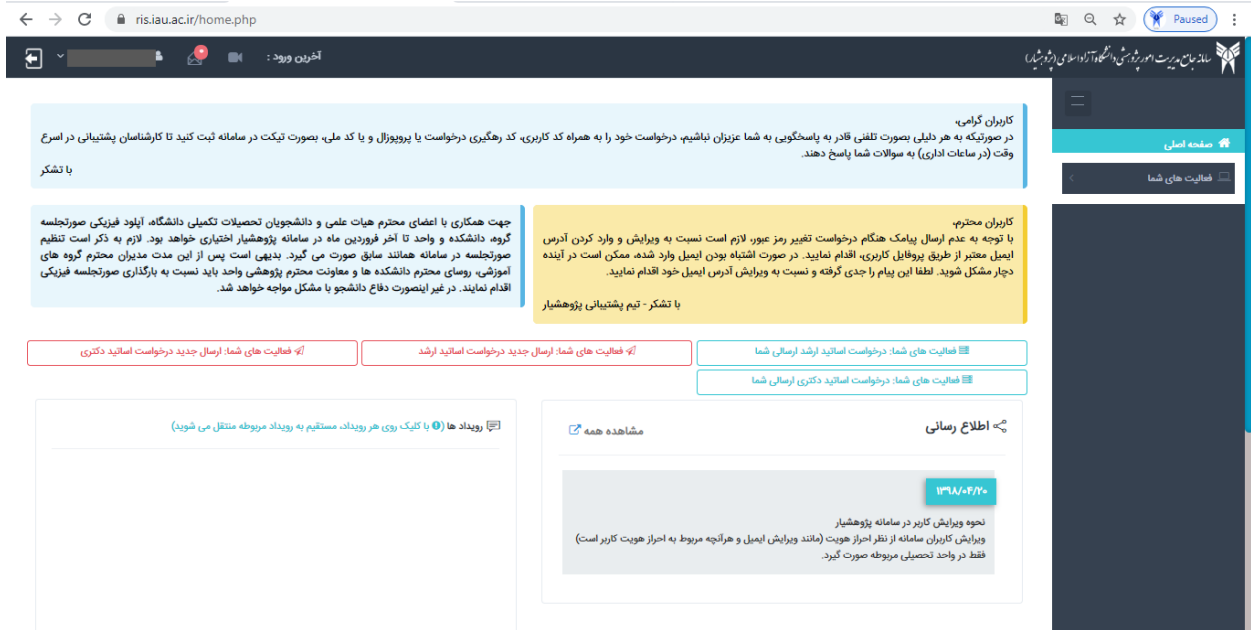 ris.iau.ac.ir/home.php
Paused
سامانه جامع مدیریت امور پژوهشی دانشگاه آزاد اسلامی (پژوهشیار)
آخرین ورود :
صفحه اصلی
فعالیت های شما
کاربران گرامی،
در صورتیکه به هر دلیلی بصورت تلفنی قادر به پاسخگویی به شما عزیزان نباشیم، درخواست خود را به همراه کد کاربری، کد رهگیری درخواست یا پروپوزال و یا کد ملی، بصورت تیکت در سامانه ثبت کنید تا کارشناسان پشتیبانی در اسرع
وقت (در ساعات اداری) به سوالات شما پاسخ دهند.
با تشکر
کاربران محترم،
با توجه به عدم ارسال پیامک هنگام درخواست تغییر رمز عبور، لازم است نسبت به ویرایش و وارد کردن آدرس
ایمیل معتبر از طریق پروفایل کاربری، اقدام نمایید. در صورت اشتباه بودن ایمیل وارد شده، ممکن است در آینده
دچار مشکل شوید. لطفا این پیام را جدی گرفته و نسبت به ویرایش آدرس ایمیل خود اقدام نمایید.
با تشکر - تیم پشتیبانی پژوهشیار
جهت همکاری با اعضای محترم هیات علمی و دانشجویان تحصیلات تکمیلی دانشگاه، آپلود فیزیکی صورتجلسه
گروه، دانشکده و واحد تا آخر فروردین ماه در سامانه پژوهشیار اختیاری خواهد بود. لازم به ذکر است تنظیم
صورتجلسه در سامانه همانند سابق صورت می گیرد. بدیهی است پس از این مدت مدیران محترم گروه های
آموزشی، روسای محترم دانشکده ها و معاونت محترم پژوهشی واحد باید نسبت به بارگذاری صورتجلسه فیزیکی
اقدام نمایند. در غیر اینصورت دفاع دانشجو با مشکل مواجه خواهد شد.
فعالیت های شما: درخواست اساتید ارشد ارسالی شما
فعالیت های شما: ارسال جدید درخواست اساتید ارشد
فعالیت های شما: ارسال جدید درخواست اساتید دکتری
فعالیت های شما: درخواست اساتید دکتری ارسالی شما
اطلاع رسانی
مشاهده همه
۱۳۹۸/۰۴/۲۰
نحوه ویرایش کاربر در سامانه پژوهشیار
ویرایش کاربران سامانه از نظر احراز هویت (مانند ویرایش ایمیل و هرآنچه مربوط به احراز هویت کاربر است)
فقط در واحد تحصیلی مربوطه صورت گیرد.
رویداد ها (با کلیک روی هر رویداد، مستقیم به رویداد مربوطه منتقل می شوید)